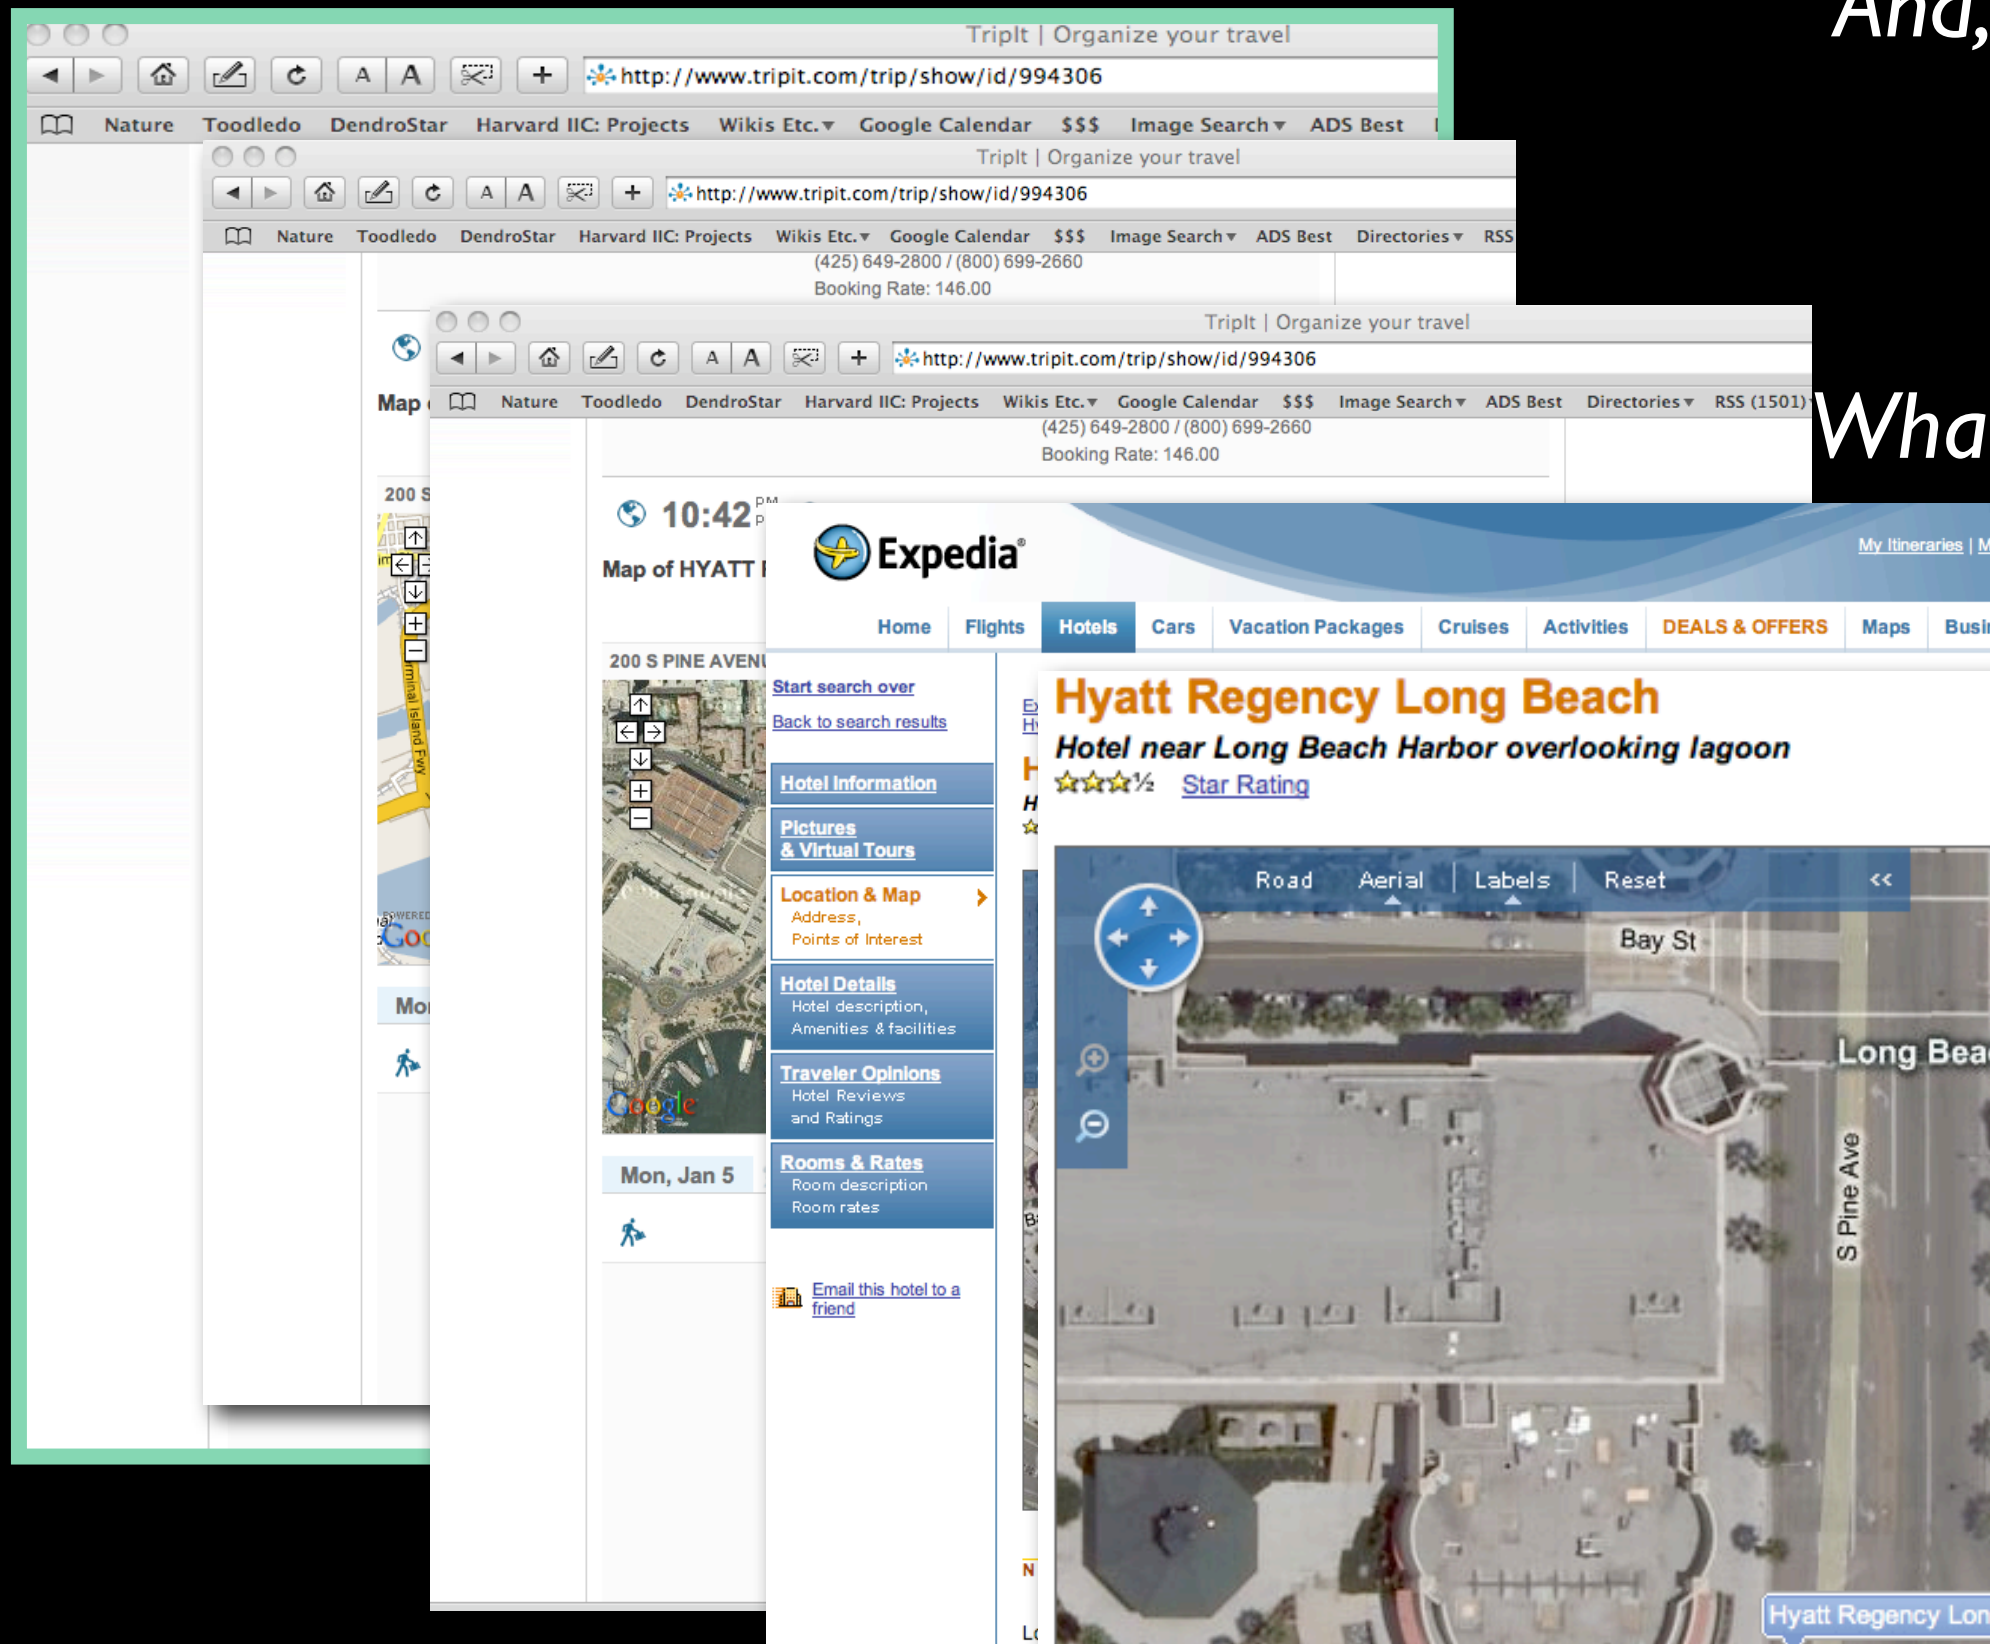 And,
TripIt | Organize your travel
A A + http://www.tripit.com/trip/show/id/994306
Nature Toodledo DendroStar Harvard IIC: Projects Wikis Etc. Google Calendar $$$ Image Search ADS Best
TripIt | Organize your travel
A A + http://www.tripit.com/trip/show/id/994306
Nature Toodledo DendroStar Harvard IIC: Projects Wikis Etc. Google Calendar $$$ Image Search ADS Best Directories RSS
(425) 649-2800 / (800) 699-2660
Booking Rate: 146.00
Map
200 S
Terminal Island Fwy
POWERED
Goo
Mo
TripIt | Organize your travel
A A + http://www.tripit.com/trip/show/id/994306
Nature Toodledo DendroStar Harvard IIC: Projects Wikis Etc. Google Calendar $$$ Image Search ADS Best Directories RSS (1501)
Wha
(425) 649-2800 / (800) 699-2660
Booking Rate: 146.00
10:42 PM
Map of HYATT
200 S PINE AVENU
Google
Mon, Jan 5
Expedia®
My Itineraries | M
Home Flights Hotels Cars Vacation Packages Cruises Activities DEALS & OFFERS Maps Busi
Start search over
Back to search results
Hotel Information
Pictures
& Virtual Tours
Location & Map
Address,
Points of Interest
Hotel Details
Hotel description,
Amenities & facilities
Traveler Opinions
Hotel Reviews
and Ratings
Rooms & Rates
Room description
Room rates
Email this hotel to a
friend
Hyatt Regency Long Beach
Hotel near Long Beach Harbor overlooking lagoon
½ Star Rating
Road Aerial | Labels | Reset <<
Bay St
Long Bea
S Pine Ave
Hyatt Regency Lon